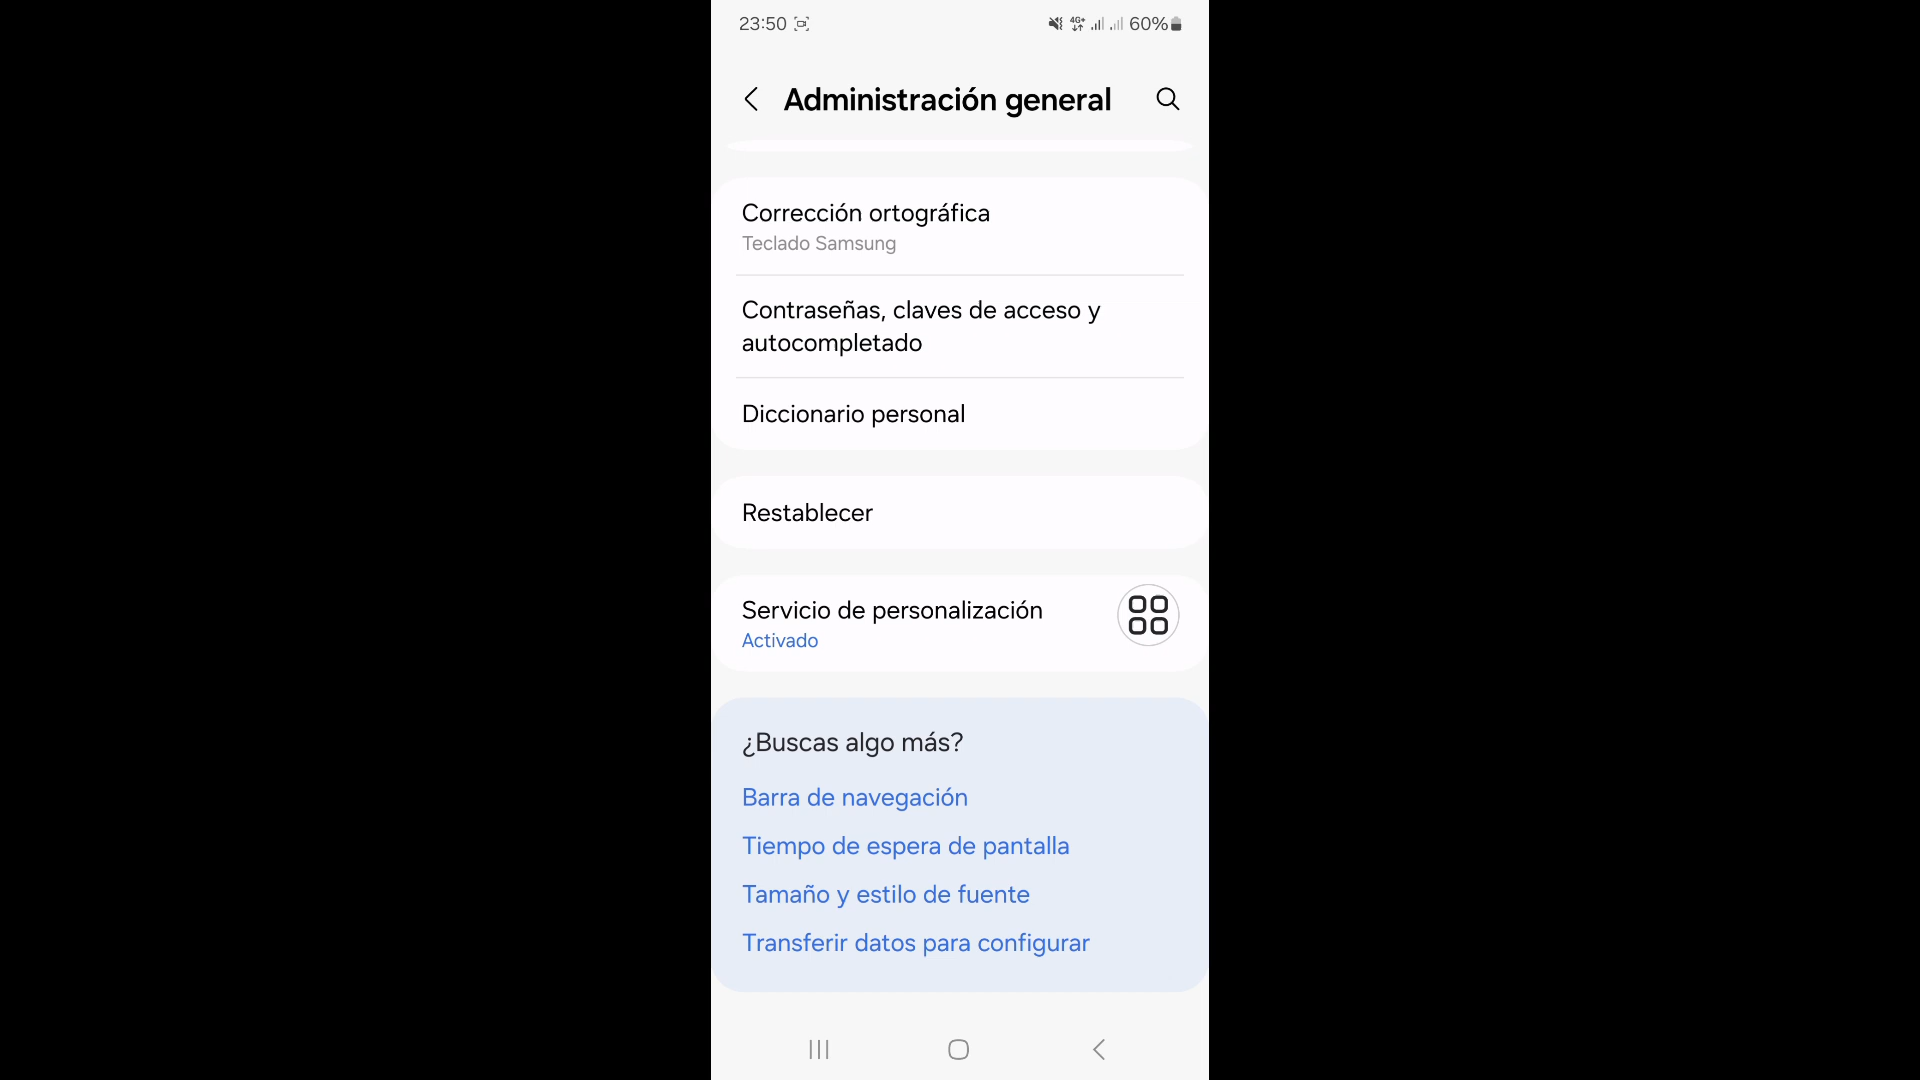 23:50
4G+ 60%
Administración general
Corrección ortográfica
Teclado Samsung
Contraseñas, claves de acceso y
autocompletado
Diccionario personal
Restablecer
Servicio de personalización
Activado
¿Buscas algo más?
Barra de navegación
Tiempo de espera de pantalla
Tamaño y estilo de fuente
Transferir datos para configurar